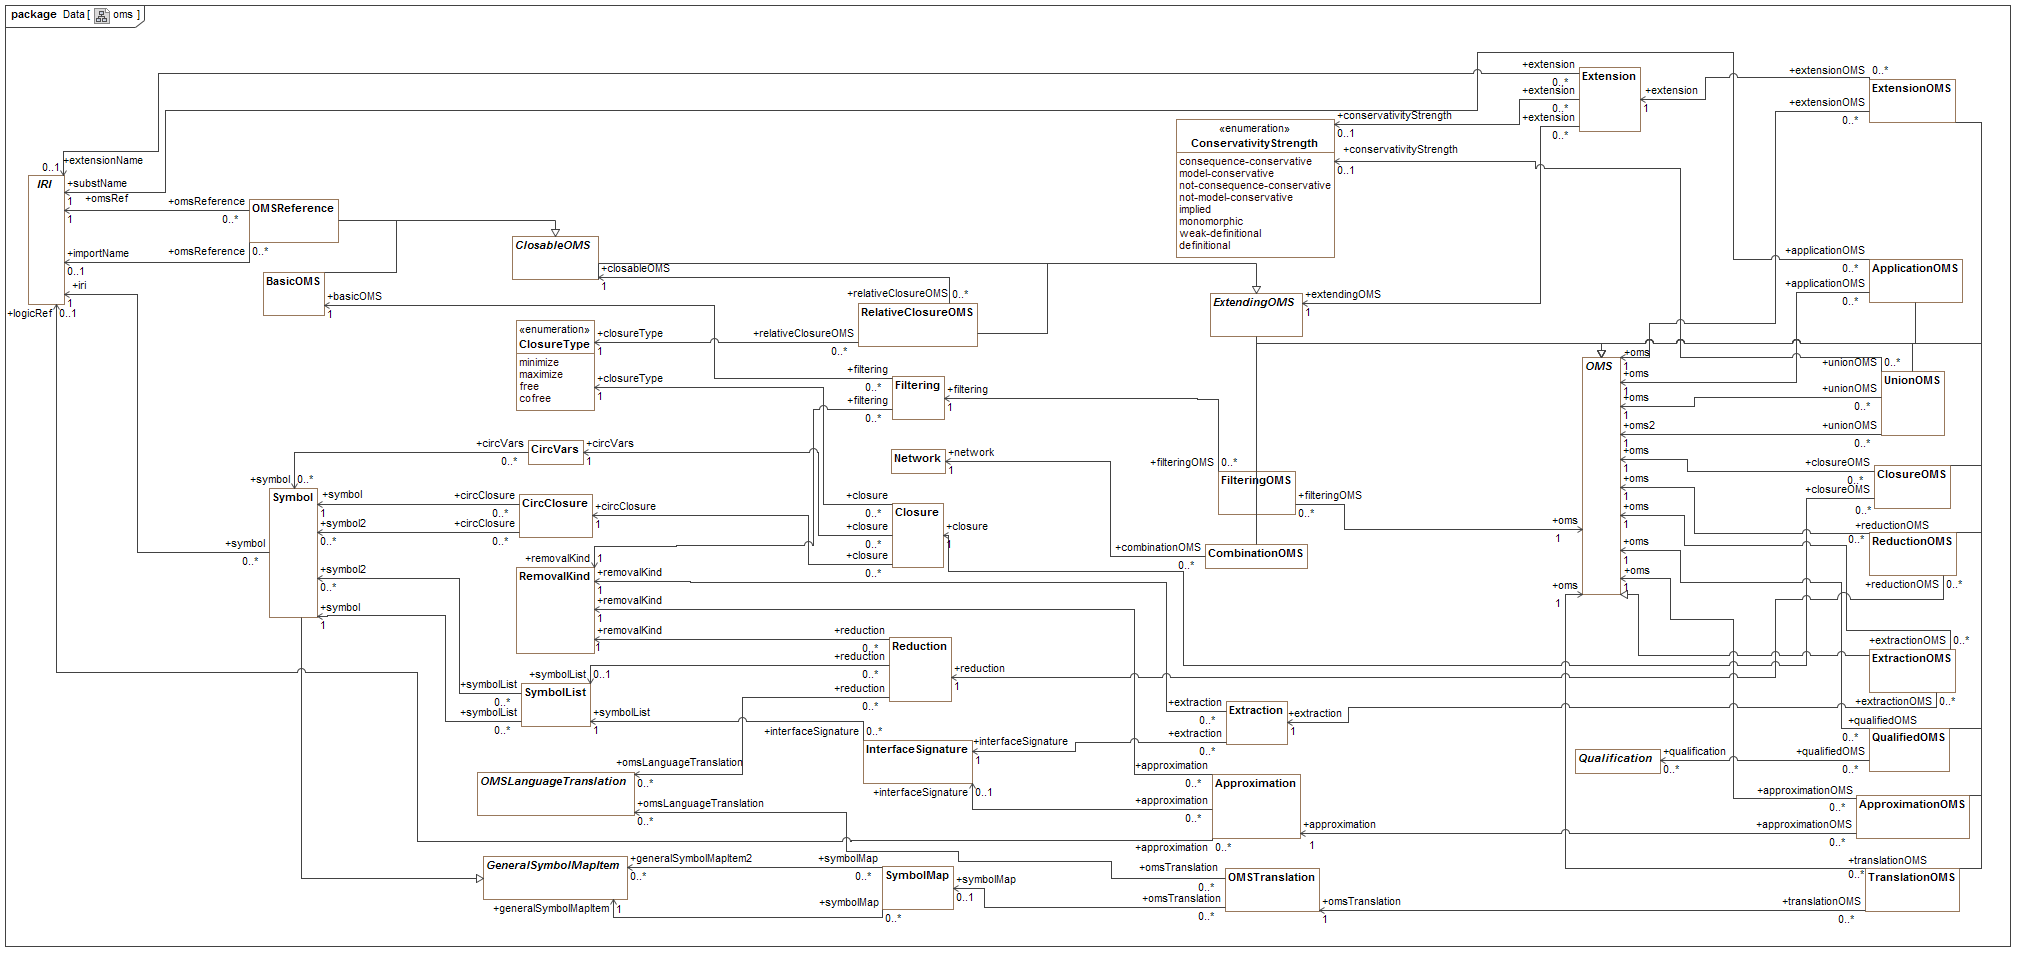 package Data [ oms ]
+extension
0..*
+extension
0..*
+extension
0..*
Extension
+extension
1
+extensionOMS 0..*
+extensionOMS
0..*
ExtensionOMS
+conservativityStrength
0..1
+conservativityStrength
0..1
«enumeration»
ConservativityStrength
consequence-conservative
model-conservative
not-consequence-conservative
not-model-conservative
implied
monomorphic
weak-definitional
definitional
0..1
+extensionName
IRI
+substName
1
+omsRef
1
+omsReference
0..*
OMSReference
+importName
0..1
+omsReference
0..*
+iri
1
+logicRef
0..1
BasicOMS
+basicOMS
1
ClosableOMS
+closableOMS
1
+relativeClosureOMS
0..*
RelativeClosureOMS
+relativeClosureOMS
0..*
ExtendingOMS
+extendingOMS
1
+applicationOMS
0..*
+applicationOMS
0..*
ApplicationOMS
«enumeration»
ClosureType
minimize
maximize
free
cofree
+closureType
1
+closureType
1
+filtering
0..*
+filtering
0..*
Filtering
+filtering
1
OMS
+oms
1
+oms
1
+oms
1
+oms2
1
+oms
1
+oms
1
+oms
1
+oms
1
+oms
1
+unionOMS
0..*
+unionOMS
0..*
+unionOMS
0..*
UnionOMS
+circVars
0..*
CircVars
+circVars
1
Network
+network
1
+filteringOMS
0..*
FilteringOMS
+filteringOMS
0..*
+oms
1
+closureOMS
0..*
+closureOMS
0..*
ClosureOMS
+symbol
0..*
Symbol
+symbol
1
+symbol2
0..*
+circClosure
0..*
+circClosure
0..*
CircClosure
+circClosure
1
+closure
0..*
+closure
0..*
+closure
0..*
Closure
+closure
1
+combinationOMS
0..*
CombinationOMS
+reductionOMS
0..*
ReductionOMS
+reductionOMS
0..*
+symbol
0..*
+symbol2
0..*
+symbol
1
+removalKind
1
RemovalKind
+removalKind
1
+removalKind
1
+removalKind
1
+oms
1
+reduction
0..*
+reduction
0..*
+reduction
0..*
Reduction
+reduction
1
+extractionOMS
0..*
ExtractionOMS
+extractionOMS
0..*
+symbolList
0..*
+symbolList
0..*
+symbolList
0..1
SymbolList
+symbolList
1
+extraction
0..*
+extraction
0..*
Extraction
+extraction
1
+interfaceSignature
0..*
InterfaceSignature
+interfaceSignature
1
+interfaceSignature
0..1
+qualifiedOMS
0..*
+qualifiedOMS
0..*
QualifiedOMS
Qualification
+qualification
0..*
+omsLanguageTranslation
0..*
OMSLanguageTranslation
+omsLanguageTranslation
0..*
+approximation
0..*
+approximation
0..*
+approximation
0..*
Approximation
+approximation
1
+approximationOMS
0..*
+approximationOMS
0..*
ApproximationOMS
GeneralSymbolMapItem
+generalSymbolMapItem2
0..*
+generalSymbolMapItem
1
+symbolMap
0..*
+symbolMap
0..*
SymbolMap
+symbolMap
0..1
+omsTranslation
0..*
+omsTranslation
0..*
OMSTranslation
+omsTranslation
1
+translationOMS
0..*
TranslationOMS
+translationOMS
0..*